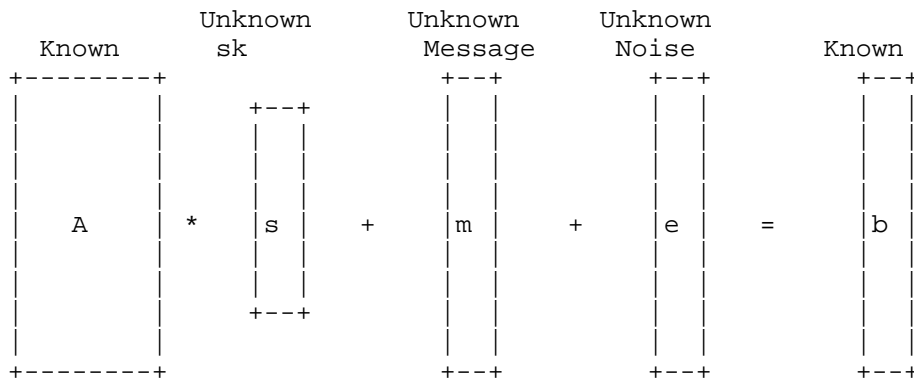 Unknown Unknown Unknown
Known sk Message Noise Known
+--------+ +--+ +--+ +--+
| | +--+ | | | | | |
| | | | | | | | | |
| | | | | | | | | |
| | | | | | | | | |
| A | * |s | + |m | + |e | = |b |
| | | | | | | | | |
| | | | | | | | | |
| | +--+ | | | | | |
| | | | | | | |
+--------+ +--+ +--+ +--+